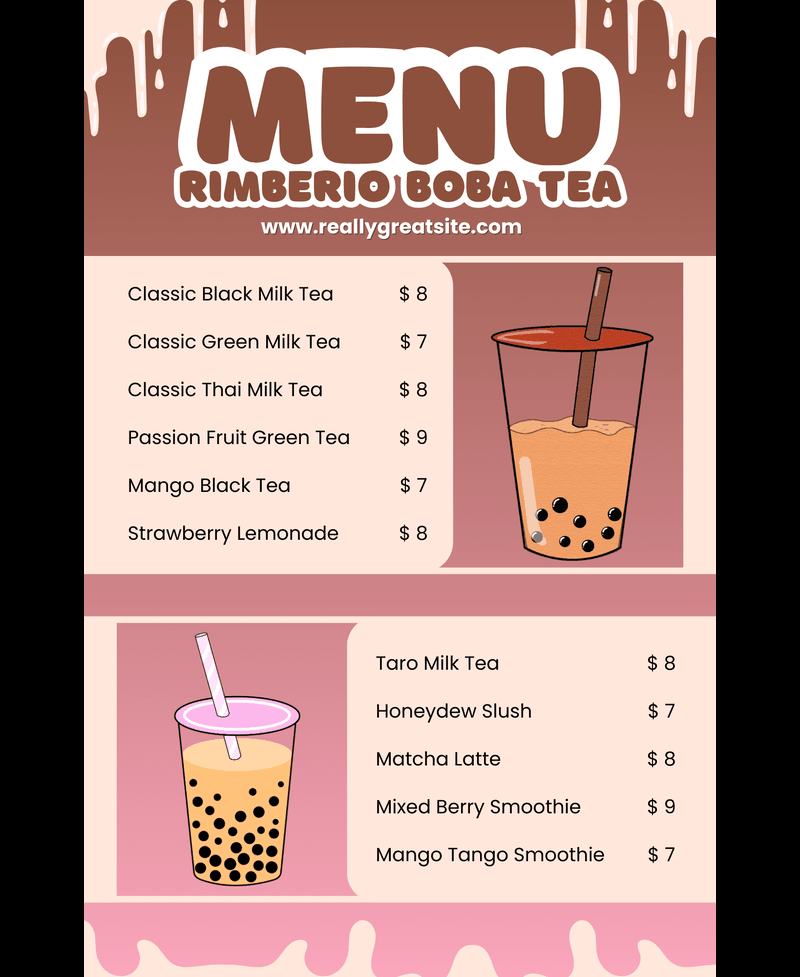 MENU
RIMBERIO BOBA TEA
www.reallygreatsite.com
Classic Black Milk Tea $ 8
Classic Green Milk Tea $ 7
Classic Thai Milk Tea $ 8
Passion Fruit Green Tea $ 9
Mango Black Tea $ 7
Strawberry Lemonade $ 8
Taro Milk Tea $ 8
Honeydew Slush $ 7
Matcha Latte $ 8
Mixed Berry Smoothie $ 9
Mango Tango Smoothie $ 7